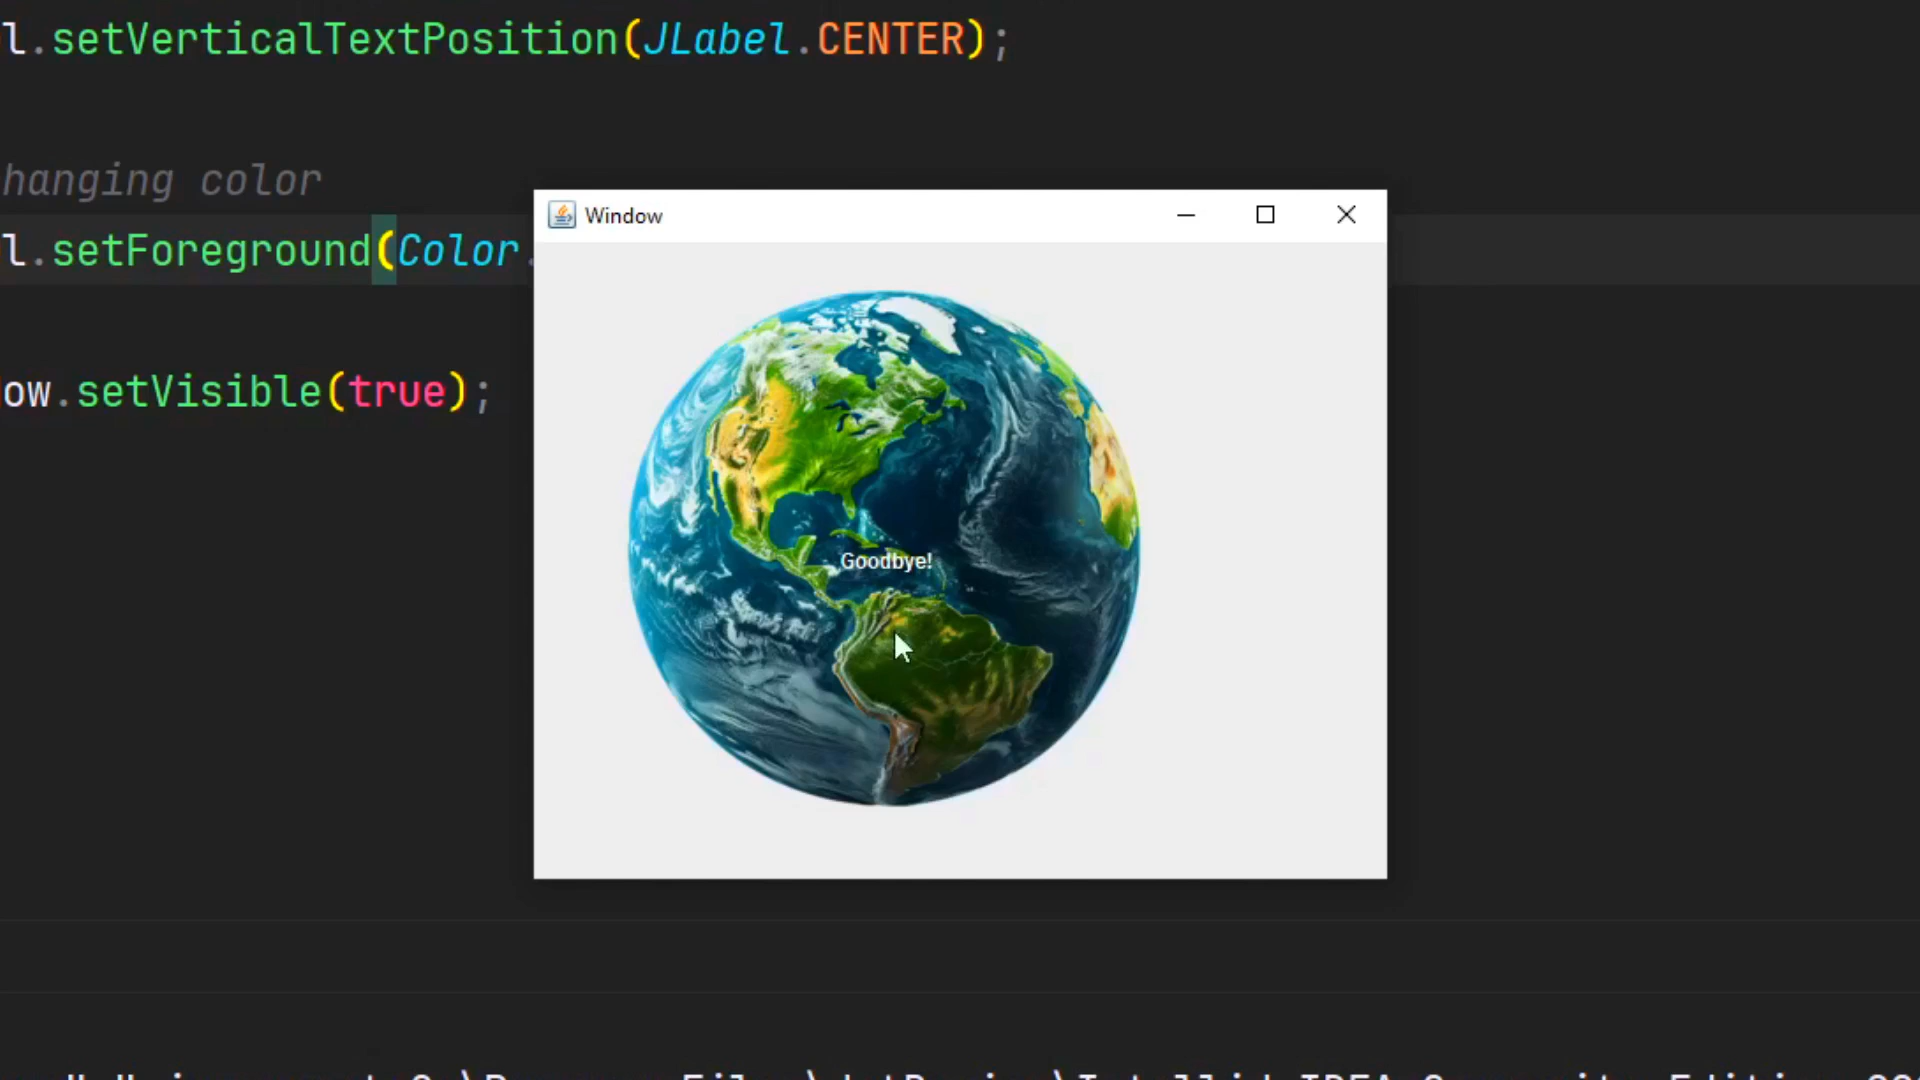 l.setVerticalTextPosition(JLabel.CENTER);
hanging color
l.setForeground(Color.
ow.setVisible(true);
Window
Goodbye!